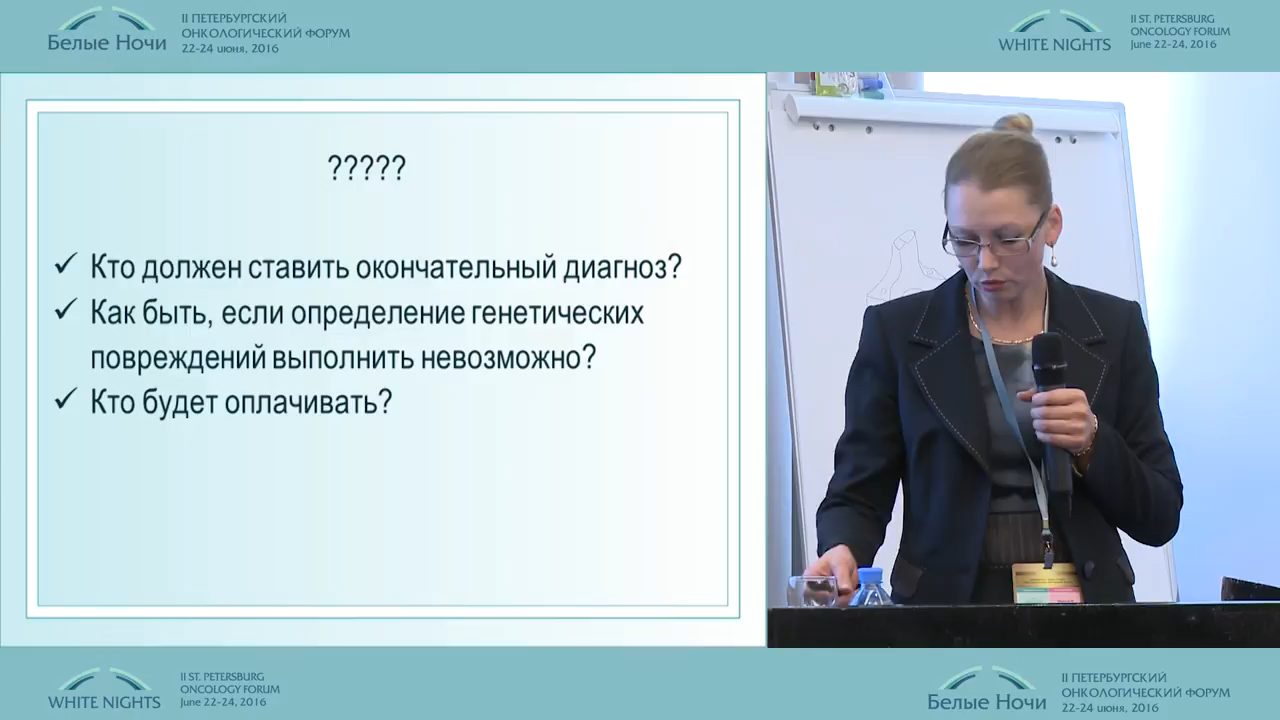 Белые Ночи
II ПЕТЕРБУРГСКИЙ
ОНКОЛОГИЧЕСКИЙ ФОРУМ
22-24 июня, 2016
WHITE NIGHTS
II ST. PETERSBURG
ONCOLOGY FORUM
June 22-24, 2016
?????
✓ Кто должен ставить окончательный диагноз?
✓ Как быть, если определение генетических
повреждений выполнить невозможно?
✓ Кто будет оплачивать?
WHITE NIGHTS
II ST. PETERSBURG
ONCOLOGY FORUM
June 22-24, 2016
Белые Ночи
II ПЕТЕРБУРГСКИЙ
ОНКОЛОГИЧЕСКИЙ ФОРУМ
22-24 июня, 2016